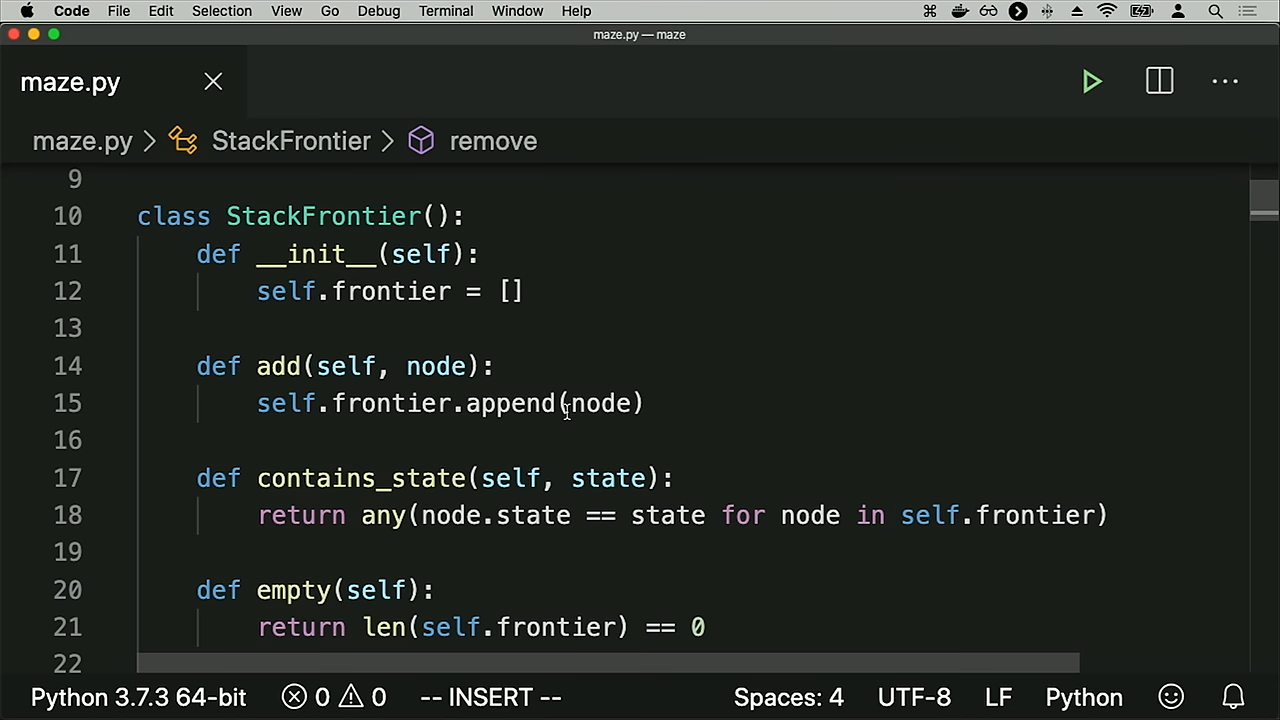 Code File Edit Selection View Go Debug Terminal Window Help
maze.py — maze
maze.py
maze.py > StackFrontier > remove
9
10 class StackFrontier():
11     def __init__(self):
12         self.frontier = []
13
14     def add(self, node):
15         self.frontier.append(node)
16
17     def contains_state(self, state):
18         return any(node.state == state for node in self.frontier)
19
20     def empty(self):
21         return len(self.frontier) == 0
22
Python 3.7.3 64-bit 0 0 -- INSERT -- Spaces: 4 UTF-8 LF Python